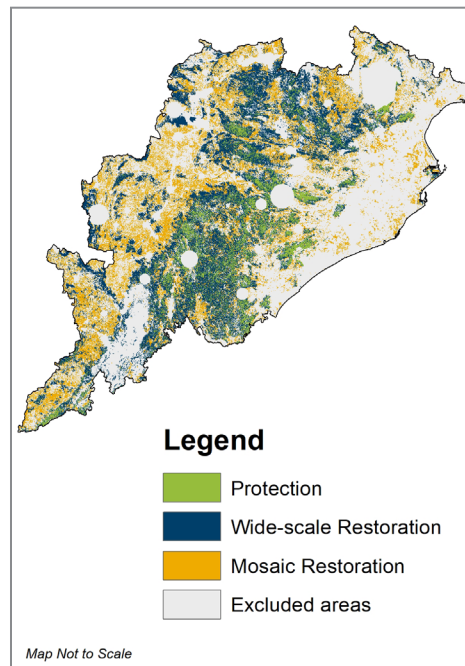 Legend
Protection
Wide-scale Restoration
Mosaic Restoration
Excluded areas
Map Not to Scale